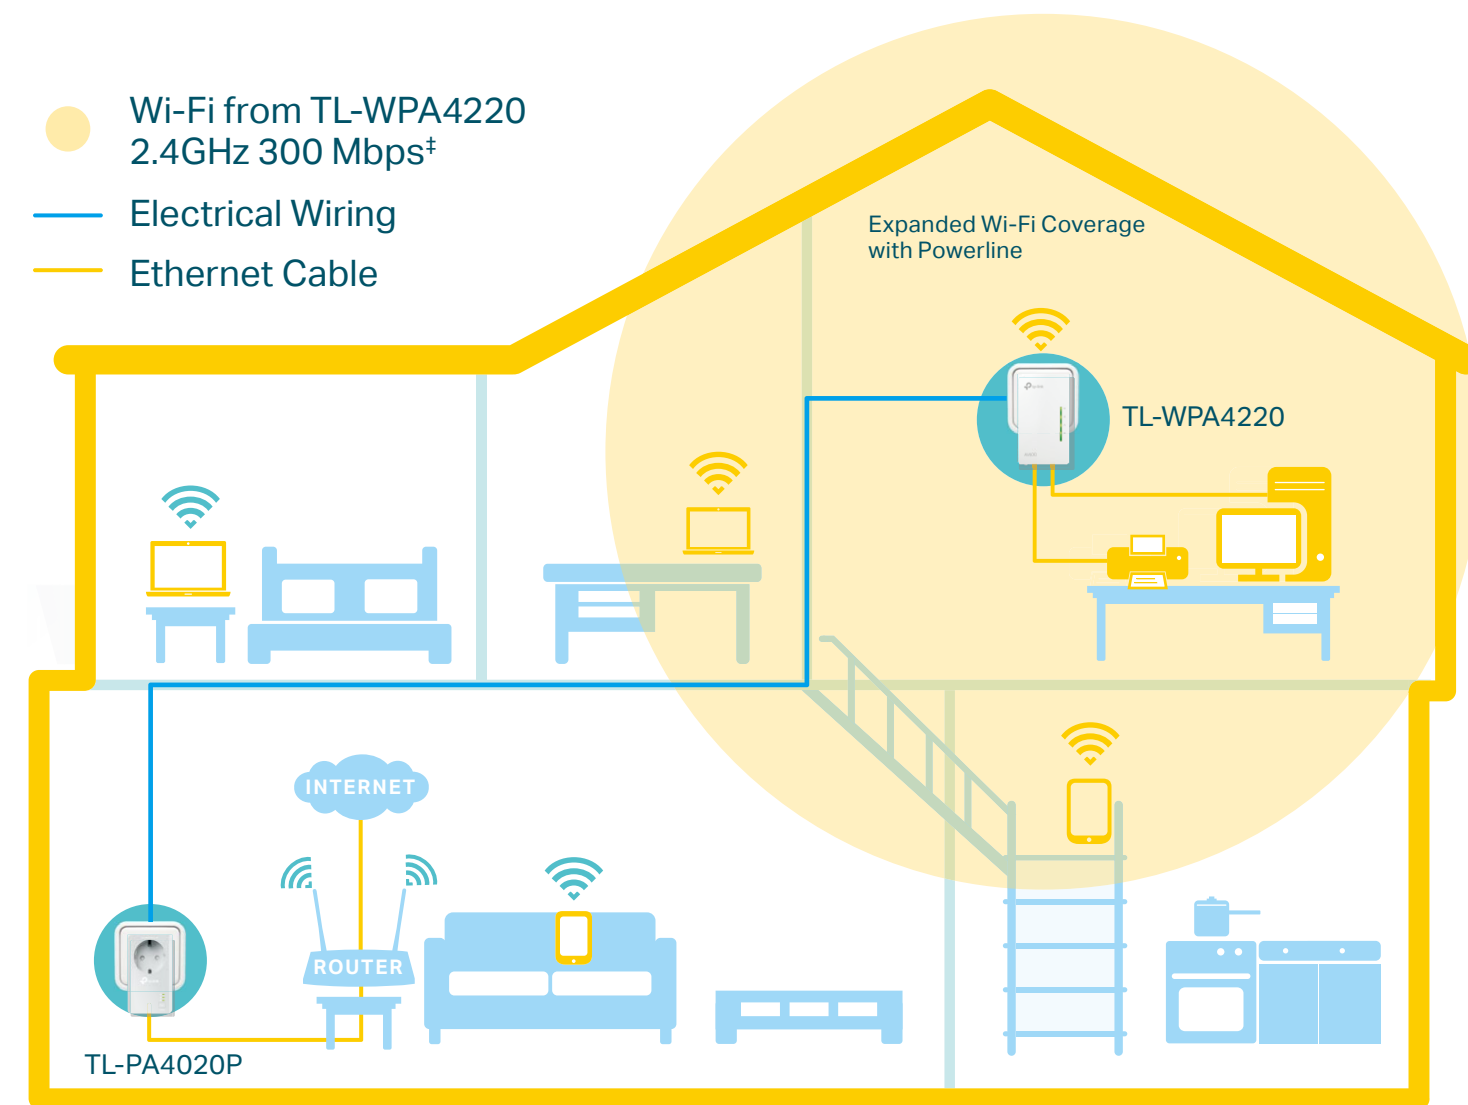 Wi-Fi from TL-WPA4220
2.4GHz 300 Mbps‡
Electrical Wiring
Ethernet Cable
Expanded Wi-Fi Coverage
with Powerline
TL-WPA4220
INTERNET
ROUTER
TL-PA4020P